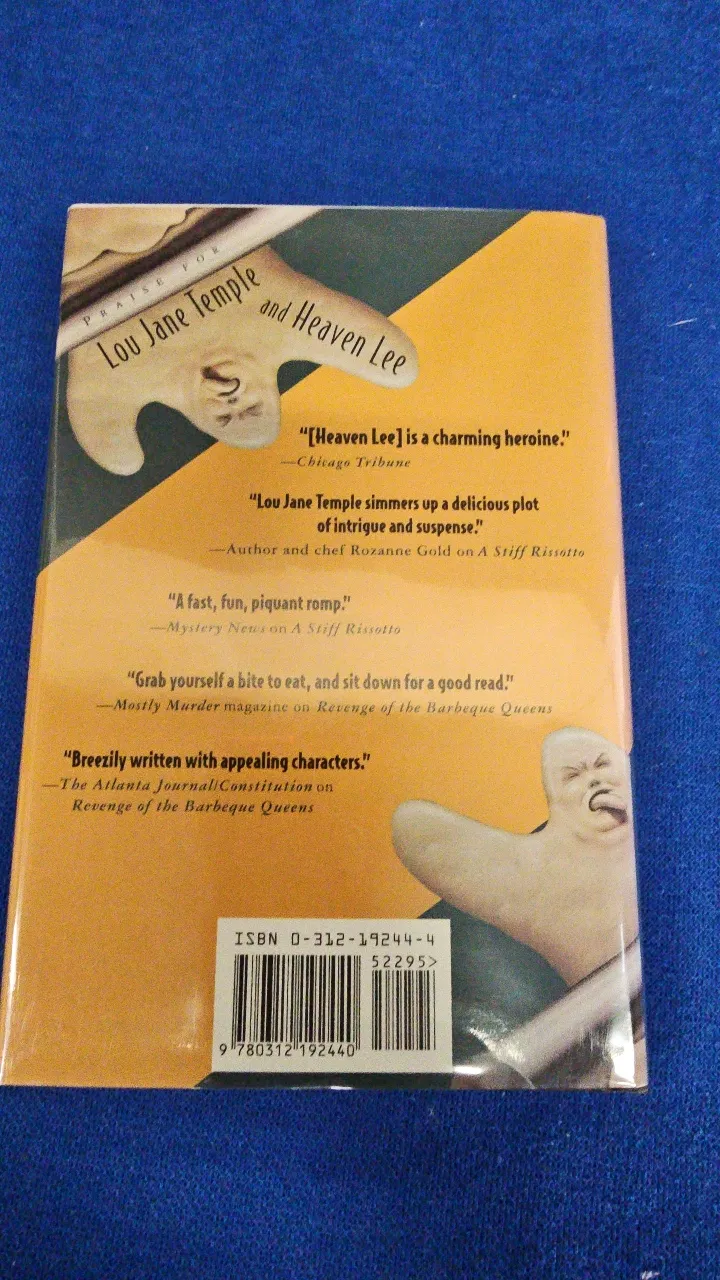 PRAISE FOR
Lou Jane Temple
and Heaven Lee
“[Heaven Lee] is a charming heroine.”
—Chicago Tribune
“Lou Jane Temple simmers up a delicious plot
of intrigue and suspense.”
—Author and chef Rozanne Gold on A Stiff Rissotto
“A fast, fun, piquant romp.”
—Mystery News on A Stiff Rissotto
“Grab yourself a bite to eat, and sit down for a good read.”
—Mostly Murder magazine on Revenge of the Barbeque Queens
“Breezily written with appealing characters.”
—The Atlanta Journal/Constitution on
Revenge of the Barbeque Queens
ISBN 0-312-19244-4
52295>
9 780312 192440